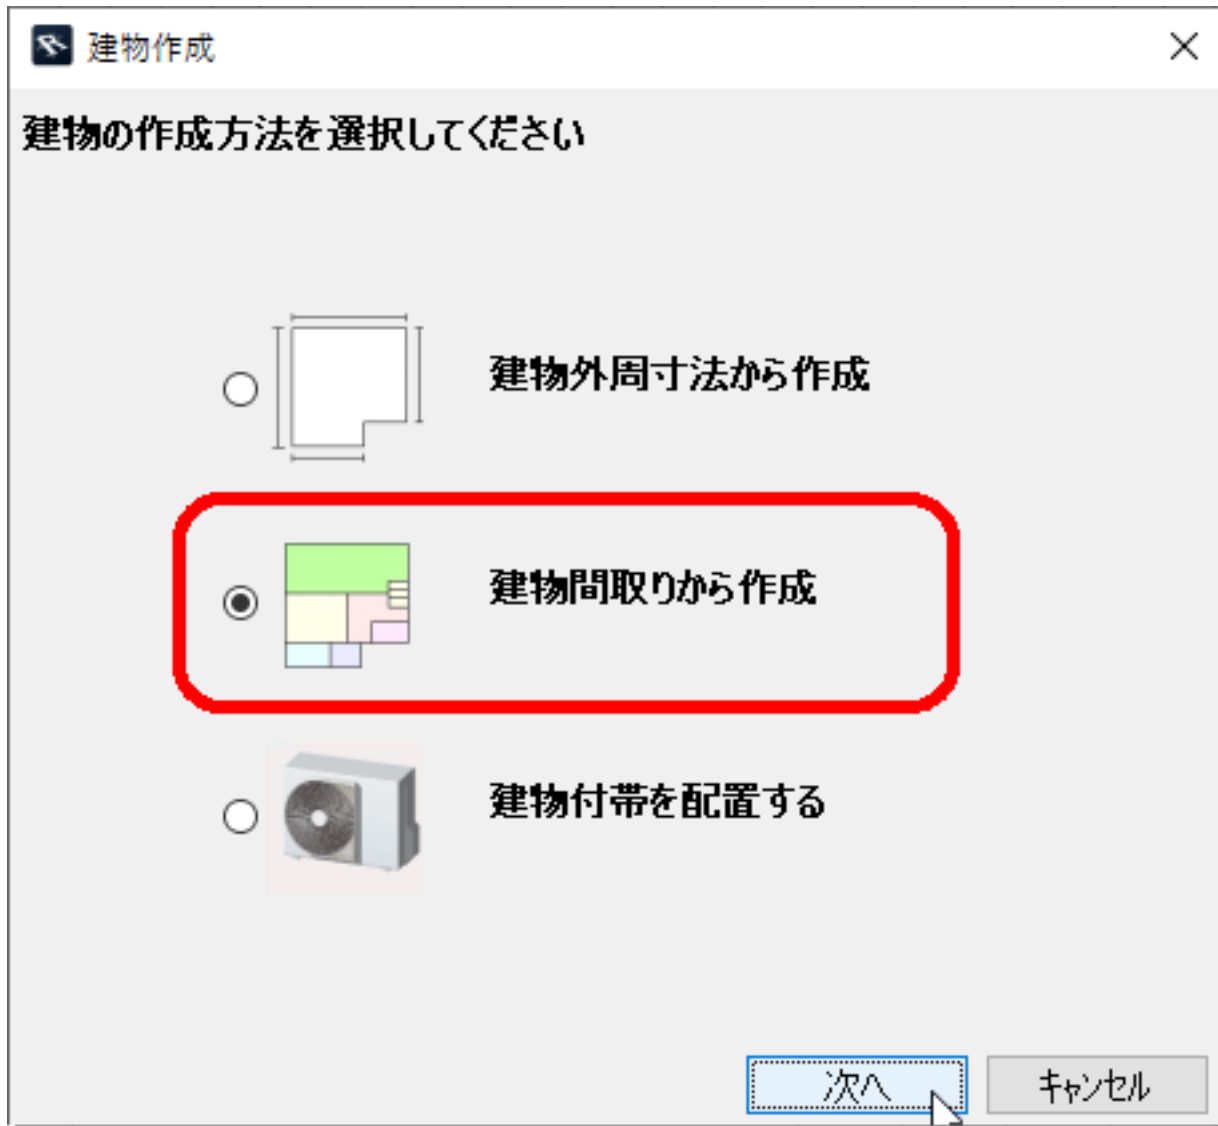 建物作成
建物の作成方法を選択してください
建物外周寸法から作成
建物間取りから作成
建物付帯を配置する
次へ
キャンセル